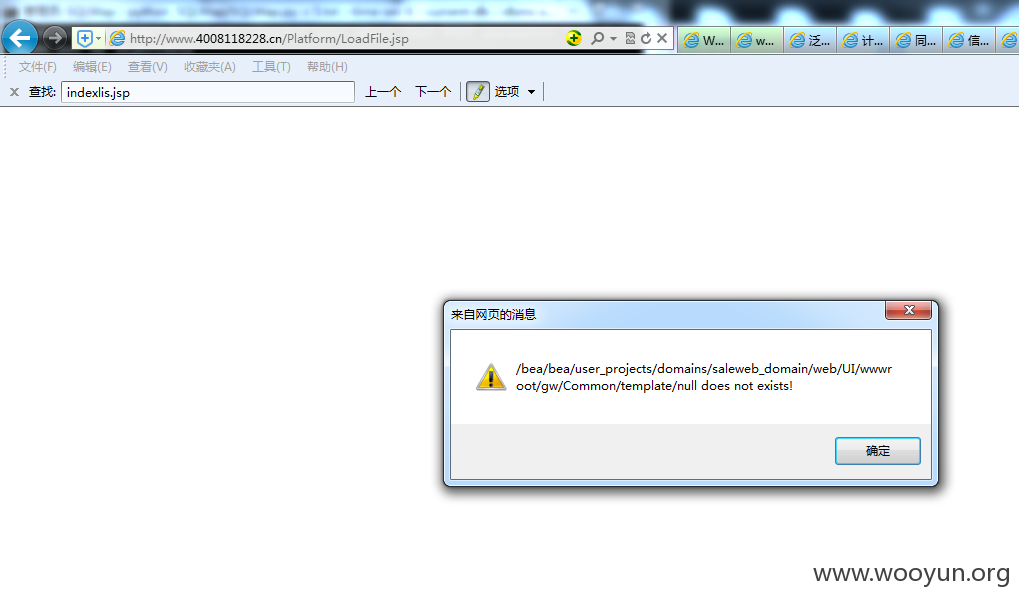 http://www.4008118228.cn/Platform/LoadFile.jsp
W...
w...
泛...
计...
同...
信...
文件(F) 编辑(E) 查看(V) 收藏夹(A) 工具(T) 帮助(H)
查找: indexlis.jsp 上一个 下一个 选项
来自网页的消息
/bea/bea/user_projects/domains/saleweb_domain/web/UI/wwwr
oot/gw/Common/template/null does not exists!
确定
www.wooyun.org